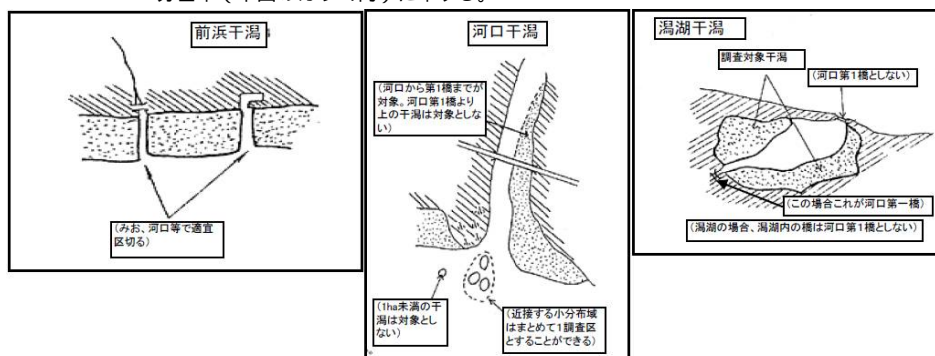 前浜干潟
(みお、河口等で適宜
区切る)
河口干潟
(河口から第1橋までが
対象。河口第1橋より
上の干潟は対象としな
い)
(1ha未満の干
潟は対象とし
ない)
(近接する小分布域
はまとめて1調査区
とすることができる)
潟湖干潟
調査対象干潟
(河口第1橋としない)
(この場合これが河口第一橋)
(潟湖の場合、潟湖内の橋は河口第1橋としない)